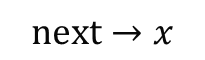 next → x